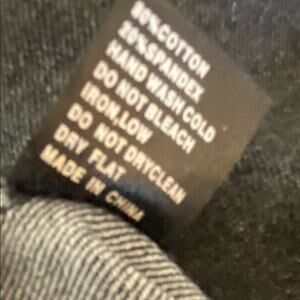 80%COTTON
20%SPANDEX
HAND WASH COLD
DO NOT BLEACH
IRON,LOW
DO NOT DRYCLEAN
DRY FLAT
MADE IN CHINA